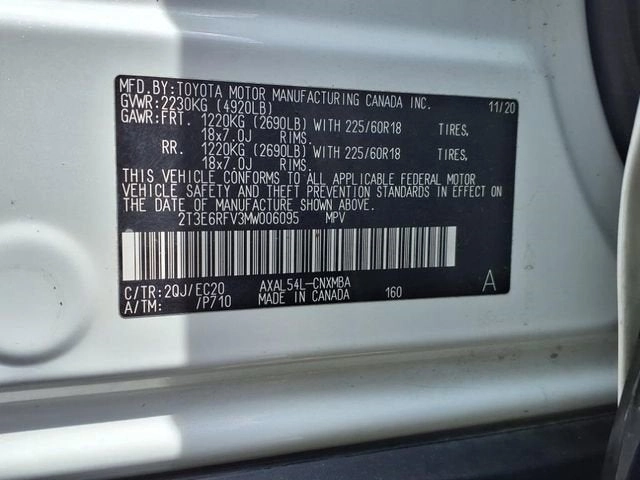 MFD.BY:TOYOTA MOTOR MANUFACTURING CANADA INC. 11/20
GVWR:2230KG (4920LB)
GAWR:FRT. 1220KG (2690LB) WITH 225/60R18 TIRES,
18x7.0J RIMS.
RR. 1220KG (2690LB) WITH 225/60R18 TIRES,
18x7.0J RIMS.
THIS VEHICLE CONFORMS TO ALL APPLICABLE FEDERAL MOTOR
VEHICLE SAFETY AND THEFT PREVENTION STANDARDS IN EFFECT ON
THE DATE OF MANUFACTURE SHOWN ABOVE.
2T3E6RFV3MW006095 MPV
C/TR:2QJ/EC20 AXAL54L-CNXMBA 160 A
A/TM: /P710 MADE IN CANADA